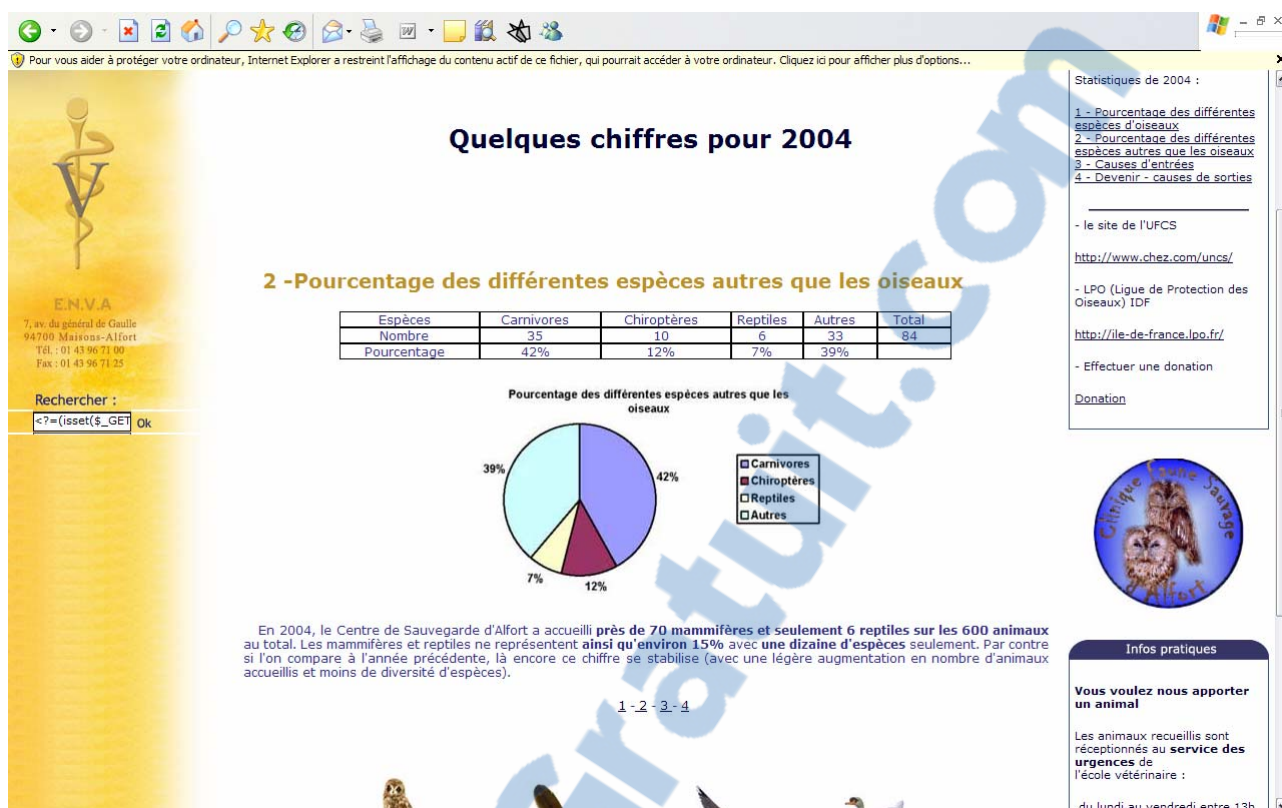 Pour vous aider à protéger votre ordinateur, Internet Explorer a restreint l'affichage du contenu actif de ce fichier, qui pourrait accéder à votre ordinateur. Cliquez ici pour afficher plus d'options...
V
E.N.V.A
7, av. du général de Gaulle
94700 Maisons-Alfort
Tél. : 01 43 96 71 00
Fax : 01 43 96 71 25
Rechercher :
<?=(isset($_GET Ok
Quelques chiffres pour 2004
2 -Pourcentage des différentes espèces autres que les oiseaux
Espèces Carnivores Chiroptères Reptiles Autres Total
Nombre 35 10 6 33 84
Pourcentage 42% 12% 7% 39%
Pourcentage des différentes espèces autres que les
oiseaux
39%
42%
7%
12%
Carnivores
Chiroptères
Reptiles
Autres
En 2004, le Centre de Sauvegarde d'Alfort a accueilli près de 70 mammifères et seulement 6 reptiles sur les 600 animaux
au total. Les mammifères et reptiles ne représentent ainsi qu'environ 15% avec une dizaine d'espèces seulement. Par contre
si l'on compare à l'année précédente, là encore ce chiffre se stabilise (avec une légère augmentation en nombre d'animaux
accueillis et moins de diversité d'espèces).
1 - 2 - 3 - 4
Statistiques de 2004 :
1 - Pourcentage des différentes
espèces d'oiseaux
2 - Pourcentage des différentes
espèces autres que les oiseaux
3 - Causes d'entrées
4 - Devenir - causes de sorties
- le site de l'UFCS
http://www.chez.com/uncs/
- LPO (Ligue de Protection des
Oiseaux) IDF
http://ile-de-france.lpo.fr/
- Effectuer une donation
Donation
Clinique Faune Sauvage
d'Alfort
Infos pratiques
Vous voulez nous apporter
un animal
Les animaux recueillis sont
réceptionnés au service des
urgences de
l'école vétérinaire :
du lundi au vendredi entre 13h
Gratuit.com